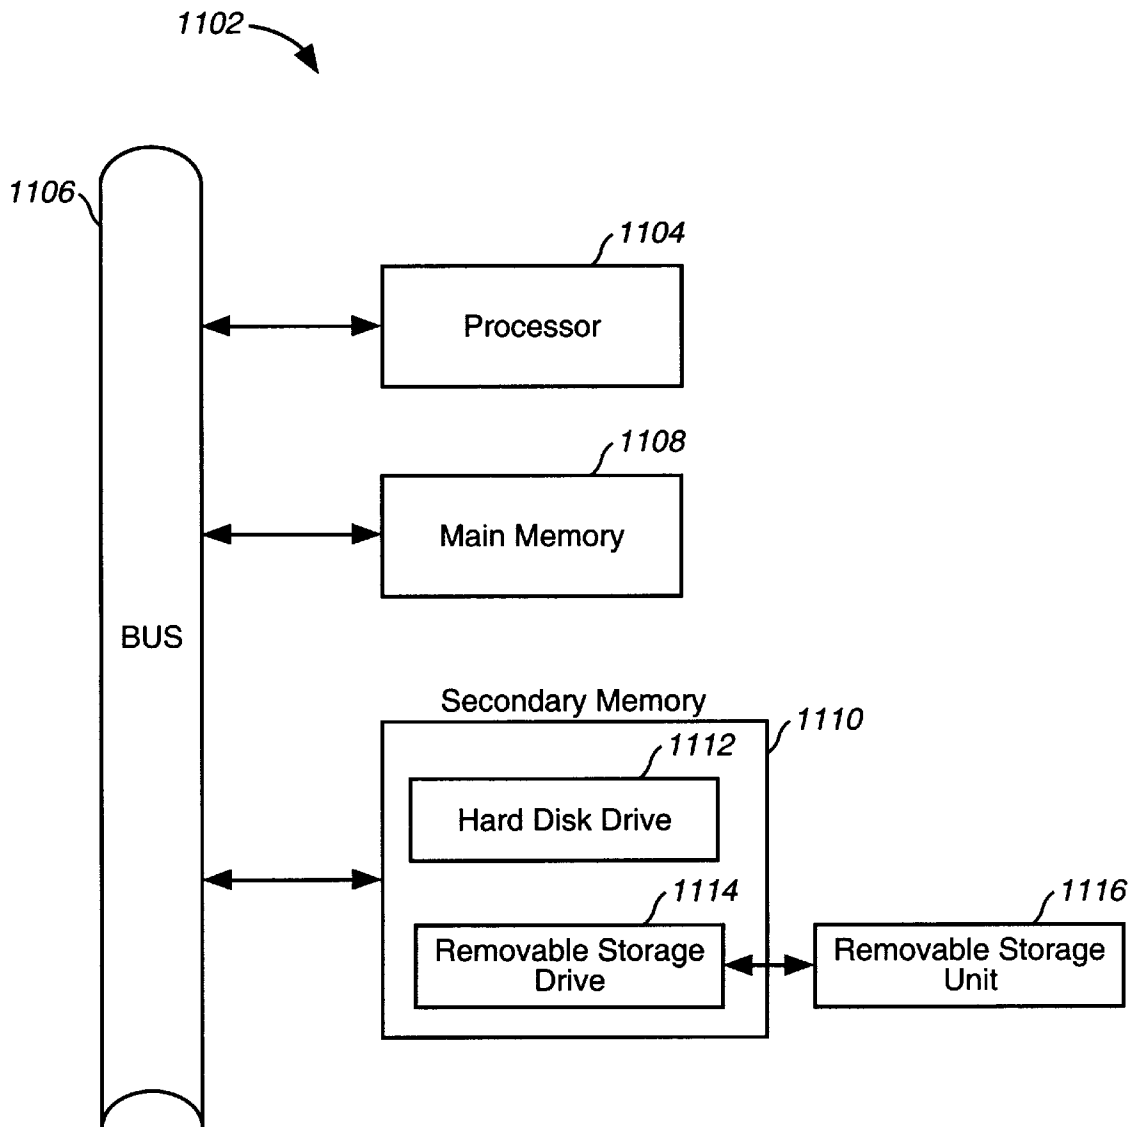 1102
1106
1104
Processor
1108
Main Memory
BUS
Secondary Memory
1110
1112
Hard Disk Drive
1114
Removable Storage
Drive
1116
Removable Storage
Unit